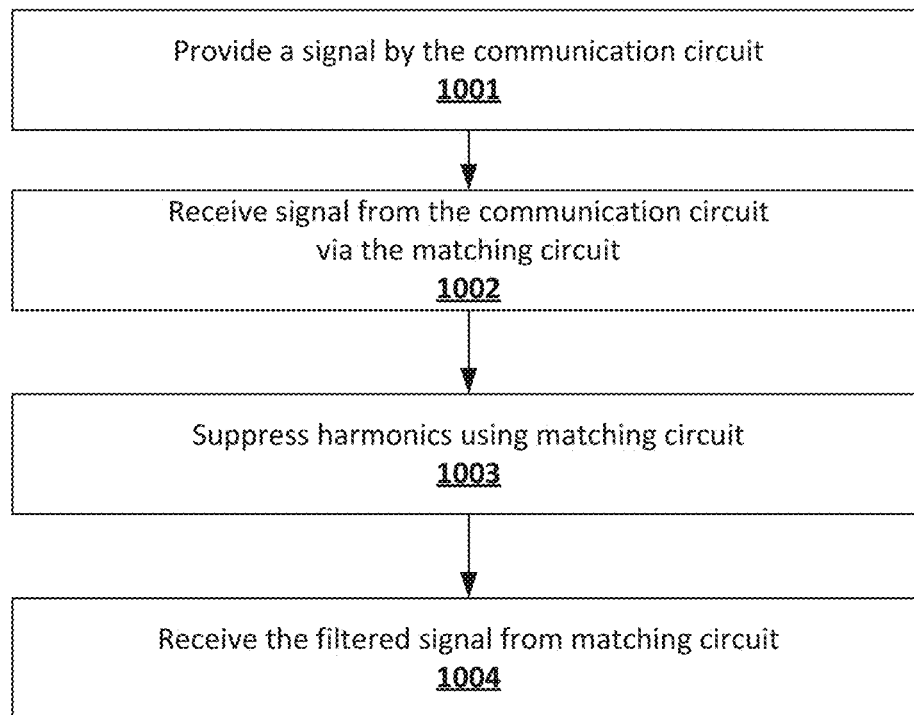 Provide a signal by the communication circuit
1001
Receive signal from the communication circuit
via the matching circuit
1002
Suppress harmonics using matching circuit
1003
Receive the filtered signal from matching circuit
1004